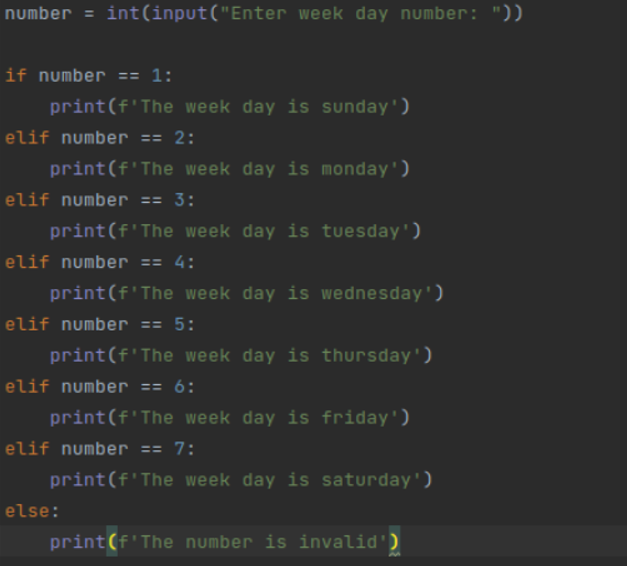 number = int(input("Enter week day number: "))
if number == 1:
    print(f'The week day is sunday')
elif number == 2:
    print(f'The week day is monday')
elif number == 3:
    print(f'The week day is tuesday')
elif number == 4:
    print(f'The week day is wednesday')
elif number == 5:
    print(f'The week day is thursday')
elif number == 6:
    print(f'The week day is friday')
elif number == 7:
    print(f'The week day is saturday')
else:
    print(f'The number is invalid')